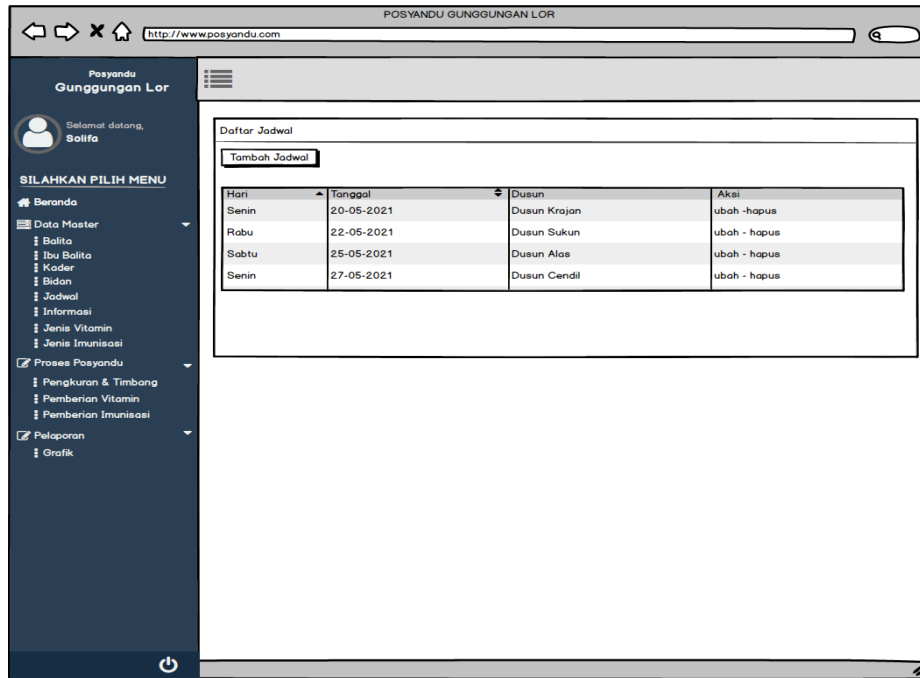 POSYANDU GUNGGUNGAN LOR
http://www.posyandu.com
Posyandu
Gunggungan Lor
Selamat datang,
Solifa
SILAHKAN PILIH MENU
Beranda
Data Master
Balita
Ibu Balita
Kader
Bidan
Jadwal
Informasi
Jenis Vitamin
Jenis Imunisasi
Proses Posyandu
Pengkuran & Timbang
Pemberian Vitamin
Pemberian Imunisasi
Pelaporan
Grafik
Daftar Jadwal
Tambah Jadwal
Hari Tanggal Dusun Aksi
Senin 20-05-2021 Dusun Krajan ubah -hapus
Rabu 22-05-2021 Dusun Sukun ubah - hapus
Sabtu 25-05-2021 Dusun Alas ubah - hapus
Senin 27-05-2021 Dusun Cendil ubah - hapus